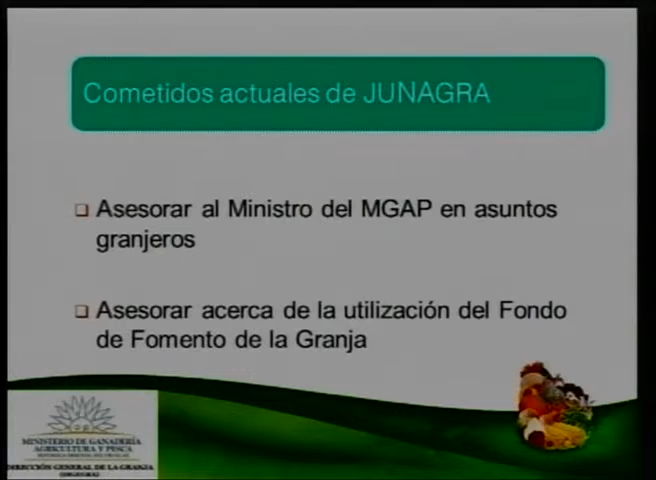 Cometidos actuales de JUNAGRA
Asesorar al Ministro del MGAP en asuntos
granjeros
Asesorar acerca de la utilización del Fondo
de Fomento de la Granja
MINISTERIO DE GANADERÍA
AGRICULTURA Y PESCA
DIRECCIÓN GENERAL DE LA GRANJA